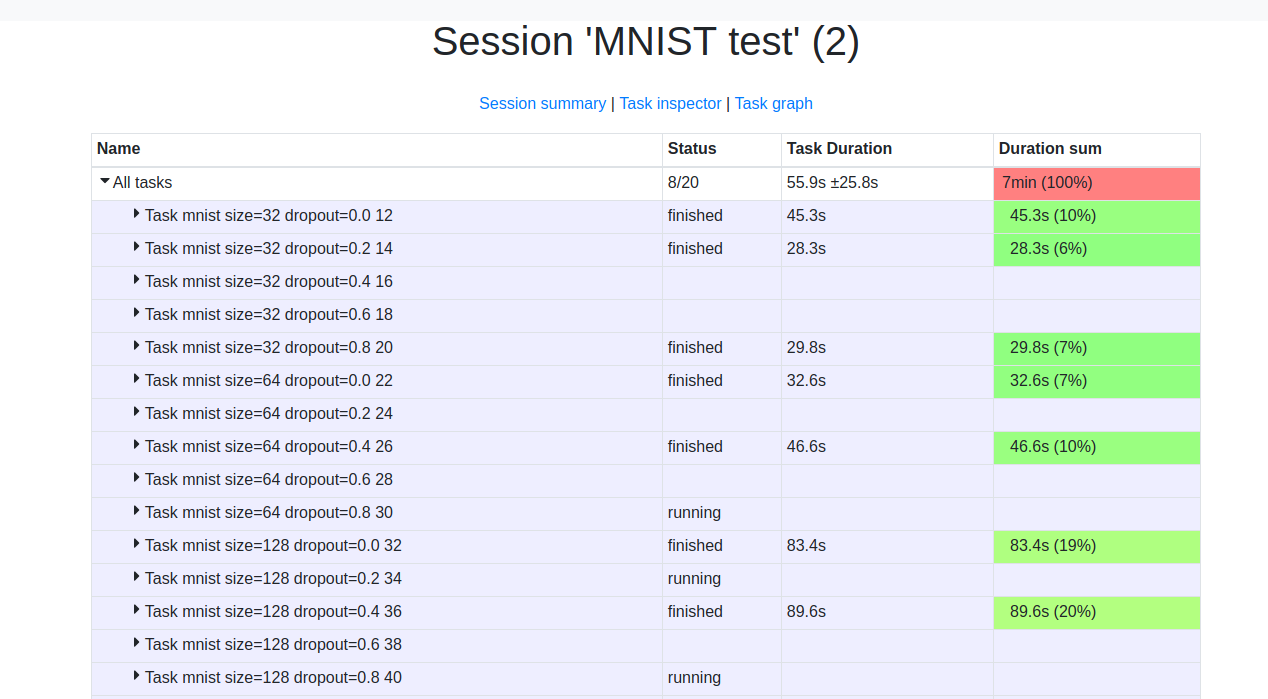 Session 'MNIST test' (2)
Session summary | Task inspector | Task graph
Name Status Task Duration Duration sum
All tasks 8/20 55.9s ±25.8s 7min (100%)
Task mnist size=32 dropout=0.0 12 finished 45.3s 45.3s (10%)
Task mnist size=32 dropout=0.2 14 finished 28.3s 28.3s (6%)
Task mnist size=32 dropout=0.4 16
Task mnist size=32 dropout=0.6 18
Task mnist size=32 dropout=0.8 20 finished 29.8s 29.8s (7%)
Task mnist size=64 dropout=0.0 22 finished 32.6s 32.6s (7%)
Task mnist size=64 dropout=0.2 24
Task mnist size=64 dropout=0.4 26 finished 46.6s 46.6s (10%)
Task mnist size=64 dropout=0.6 28
Task mnist size=64 dropout=0.8 30 running
Task mnist size=128 dropout=0.0 32 finished 83.4s 83.4s (19%)
Task mnist size=128 dropout=0.2 34 running
Task mnist size=128 dropout=0.4 36 finished 89.6s 89.6s (20%)
Task mnist size=128 dropout=0.6 38
Task mnist size=128 dropout=0.8 40 running